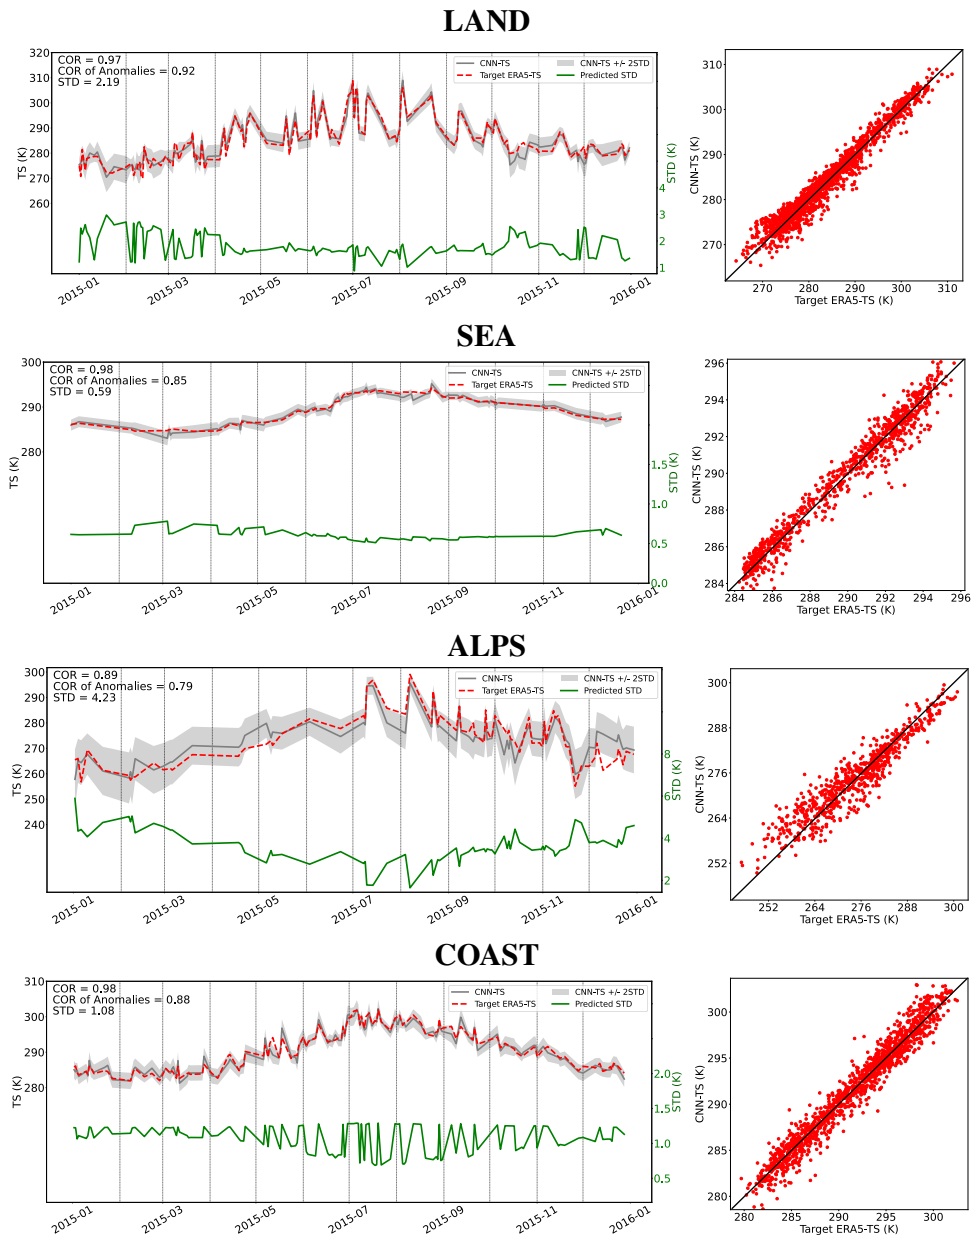 LAND
COR = 0.97
COR of Anomalies = 0.92
STD = 2.19
CNN-TS
Target ERA5-TS
CNN-TS +/- 2STD
Predicted STD
320
310
300
290
280
270
260
TS (K)
4
3
2
1
STD (K)
2015-01
2015-03
2015-05
2015-07
2015-09
2015-11
2016-01
310
300
290
280
270
CNN-TS (K)
270
280
290
300
310
Target ERA5-TS (K)
SEA
COR = 0.98
COR of Anomalies = 0.85
STD = 0.59
CNN-TS
Target ERA5-TS
CNN-TS +/- 2STD
Predicted STD
300
290
280
TS (K)
1.5
1.0
0.5
0.0
STD (K)
2015-01
2015-03
2015-05
2015-07
2015-09
2015-11
2016-01
296
294
292
290
288
286
284
CNN-TS (K)
284
286
288
290
292
294
296
Target ERA5-TS (K)
ALPS
COR = 0.89
COR of Anomalies = 0.79
STD = 4.23
CNN-TS
Target ERA5-TS
CNN-TS +/- 2STD
Predicted STD
300
290
280
270
260
250
240
TS (K)
8
6
4
2
STD (K)
2015-01
2015-03
2015-05
2015-07
2015-09
2015-11
2016-01
300
288
276
264
252
CNN-TS (K)
252
264
276
288
300
Target ERA5-TS (K)
COAST
COR = 0.98
COR of Anomalies = 0.88
STD = 1.08
CNN-TS
Target ERA5-TS
CNN-TS +/- 2STD
Predicted STD
310
300
290
280
TS (K)
2.0
1.5
1.0
0.5
STD (K)
2015-01
2015-03
2015-05
2015-07
2015-09
2015-11
2016-01
300
295
290
285
280
CNN-TS (K)
280
285
290
295
300
Target ERA5-TS (K)